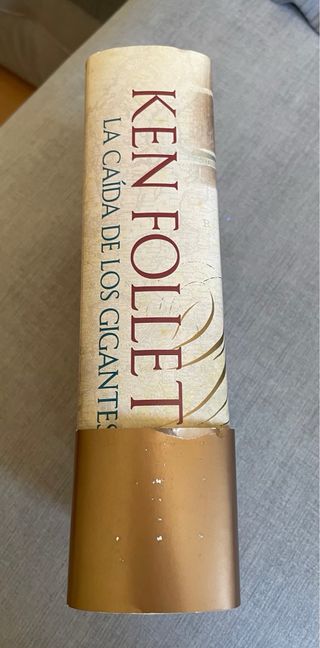 KEN FOLLET
LA CAÍDA DE LOS GIGANTES